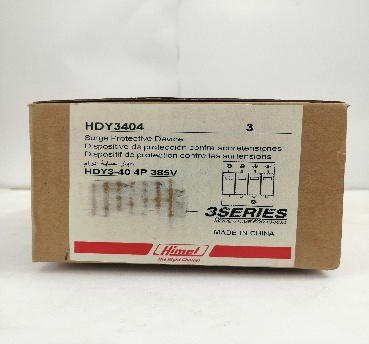 HDY3404 3
Surge Protective Device
Dispositivo de protección contra sobretensiones
Dispositif de protection contre les surtensions
HDY3-40 4P 385V
3SERIES
MADE IN CHINA
Himel